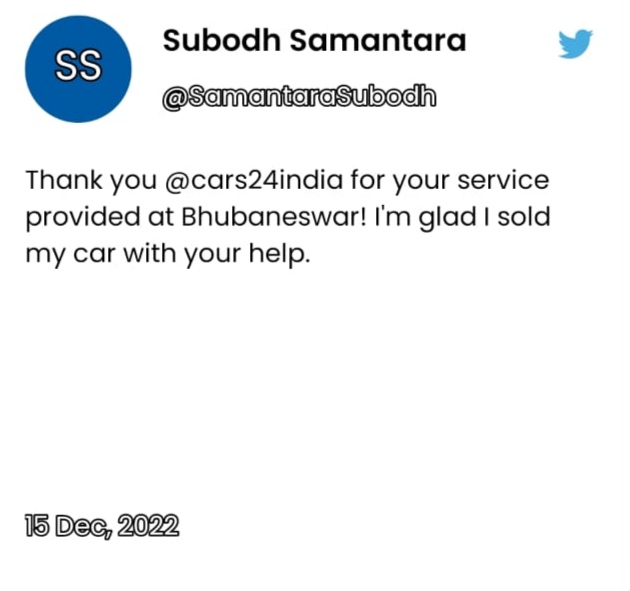 SS
Subodh Samantara
@SamantaraSubodh
Thank you @cars24india for your service
provided at Bhubaneswar! I'm glad I sold
my car with your help.
15 Dec, 2022